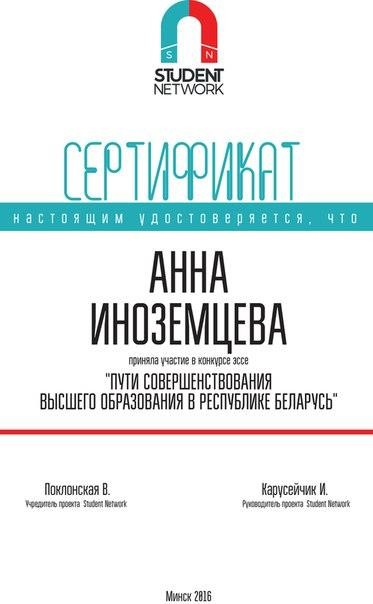 S N
STUDENT
NETWORK
СЕРТИФИКАТ
настоящим удостоверяется, что
АННА
ИНОЗЕМЦЕВА
приняла участие в конкурсе эссе
"ПУТИ СОВЕРШЕНСТВОВАНИЯ
ВЫСШЕГО ОБРАЗОВАНИЯ В РЕСПУБЛИКЕ БЕЛАРУСЬ"
Поклонская В. Карусейчик И.
Учредитель проекта Student Network Руководитель проекта Student Network
Минск 2016